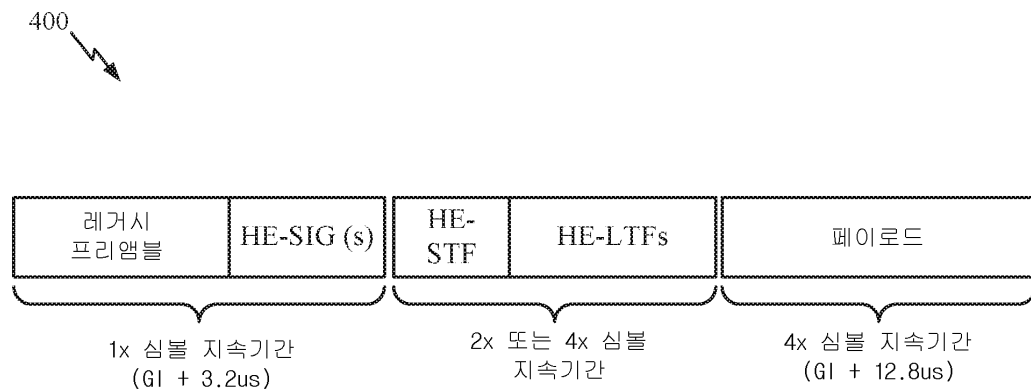 400
레거시
프리앰블
HE-SIG (s)
HE-
STF
HE-LTFs
페이로드
1x 심볼 지속기간
(GI + 3.2us)
2x 또는 4x 심볼
지속기간
4x 심볼 지속기간
(GI + 12.8us)